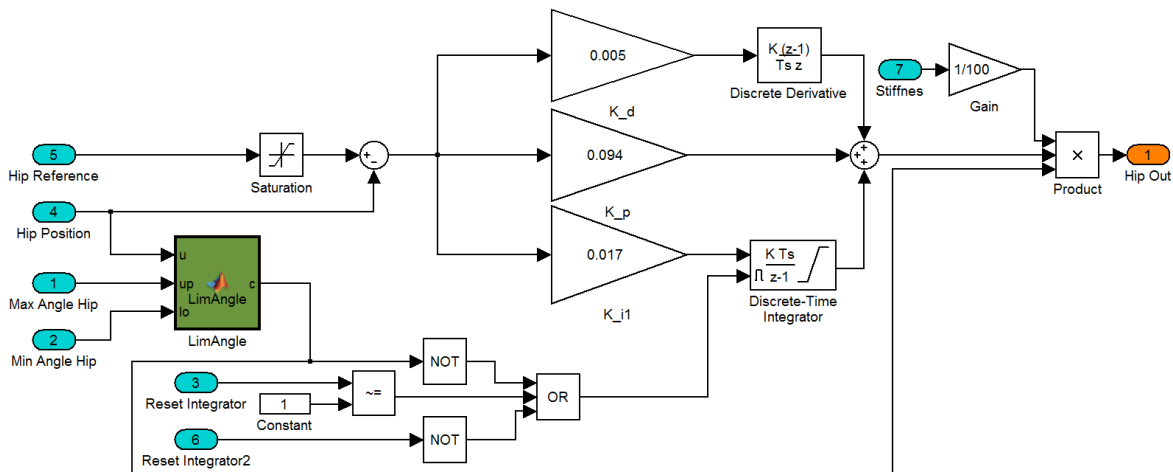 0.005
K_d
K (z-1)
Ts z
Discrete Derivative
7
Stiffnes
1/100
Gain
5
Hip Reference
Saturation
+
−
0.094
K_p
+
+
+
×
Product
1
Hip Out
4
Hip Position
u
up
lo
LimAngle
c
LimAngle
1
Max Angle Hip
2
Min Angle Hip
0.017
K_i1
K Ts
z-1
Discrete-Time
Integrator
NOT
3
Reset Integrator
~=
1
Constant
OR
6
Reset Integrator2
NOT